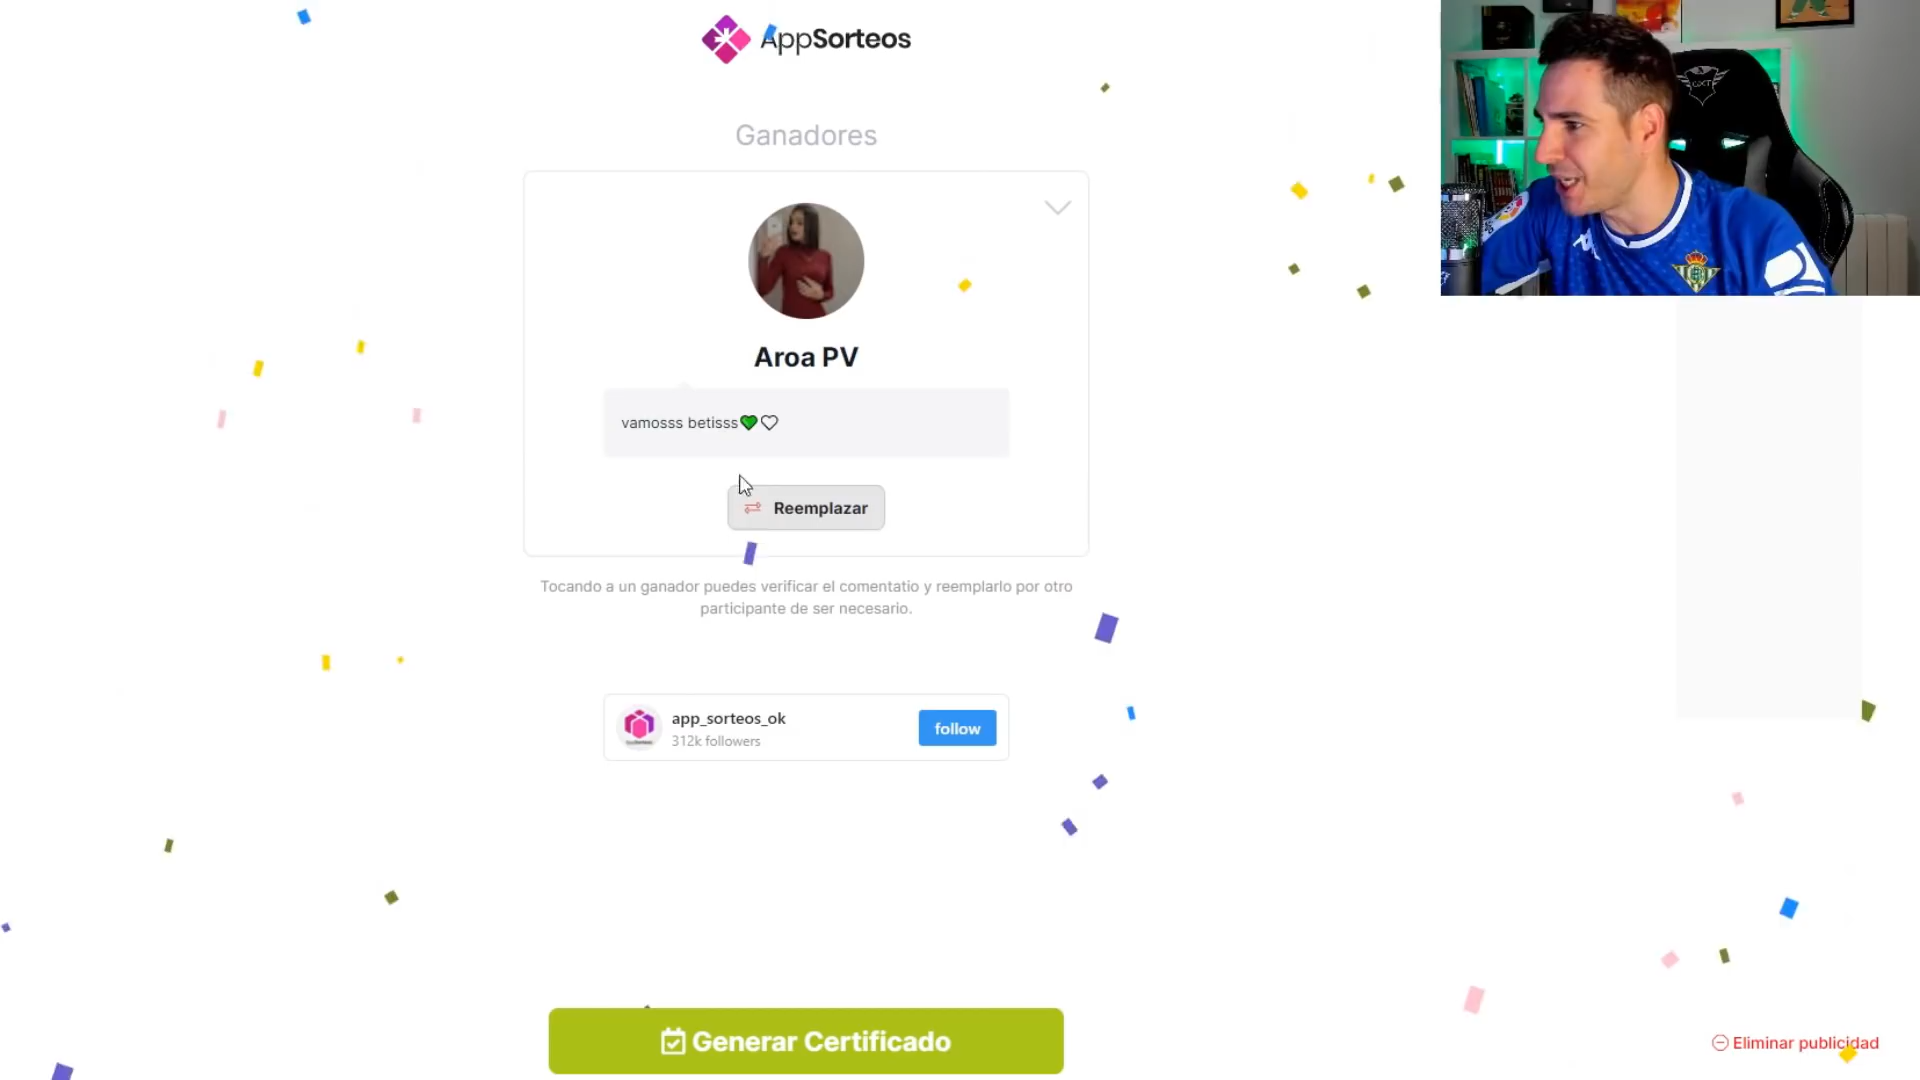 AppSorteos
Ganadores
Aroa PV
vamosss betisss💚🤍
Reemplazar
Tocando a un ganador puedes verificar el comentatio y reemplarlo por otro
participante de ser necesario.
app_sorteos_ok
312k followers
follow
Generar Certificado
Eliminar publicidad
GXT